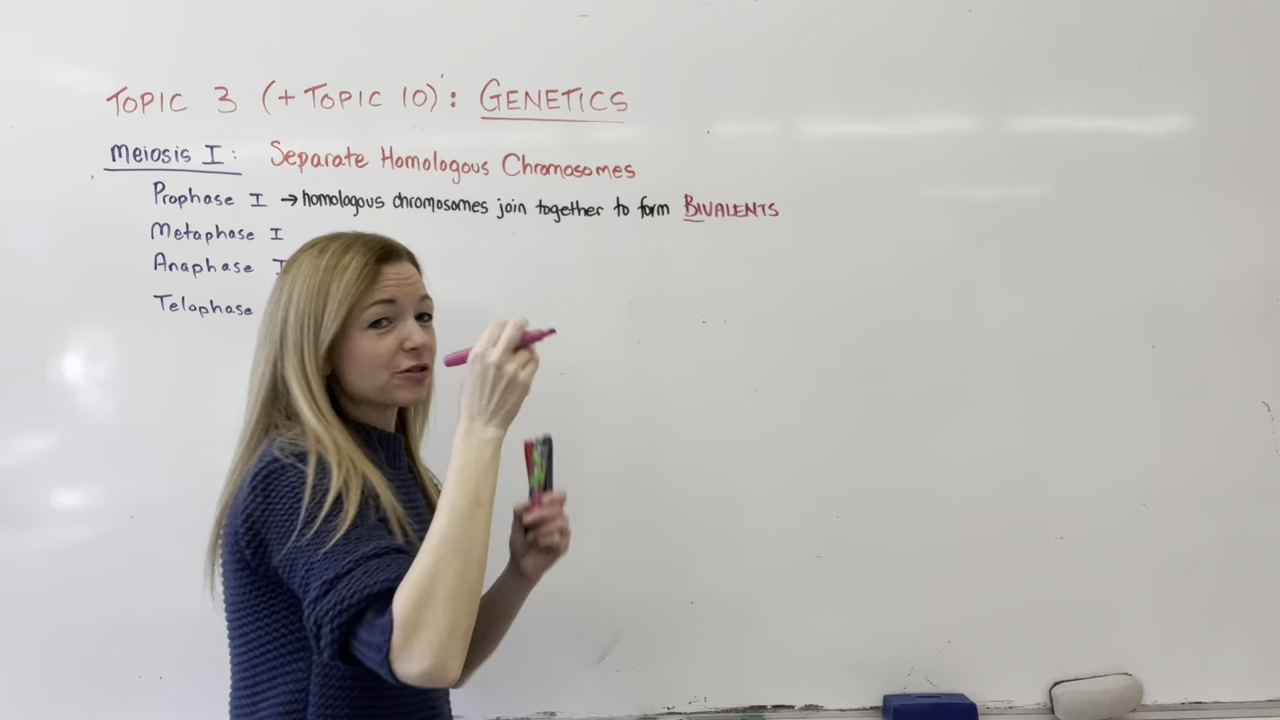 TOPIC 3 (+ TOPIC 10): GENETICS
Meiosis I: Separate Homologous Chromosomes
Prophase I → homologous chromosomes join together to form BIVALENTS
Metaphase I
Anaphase I
Telophase